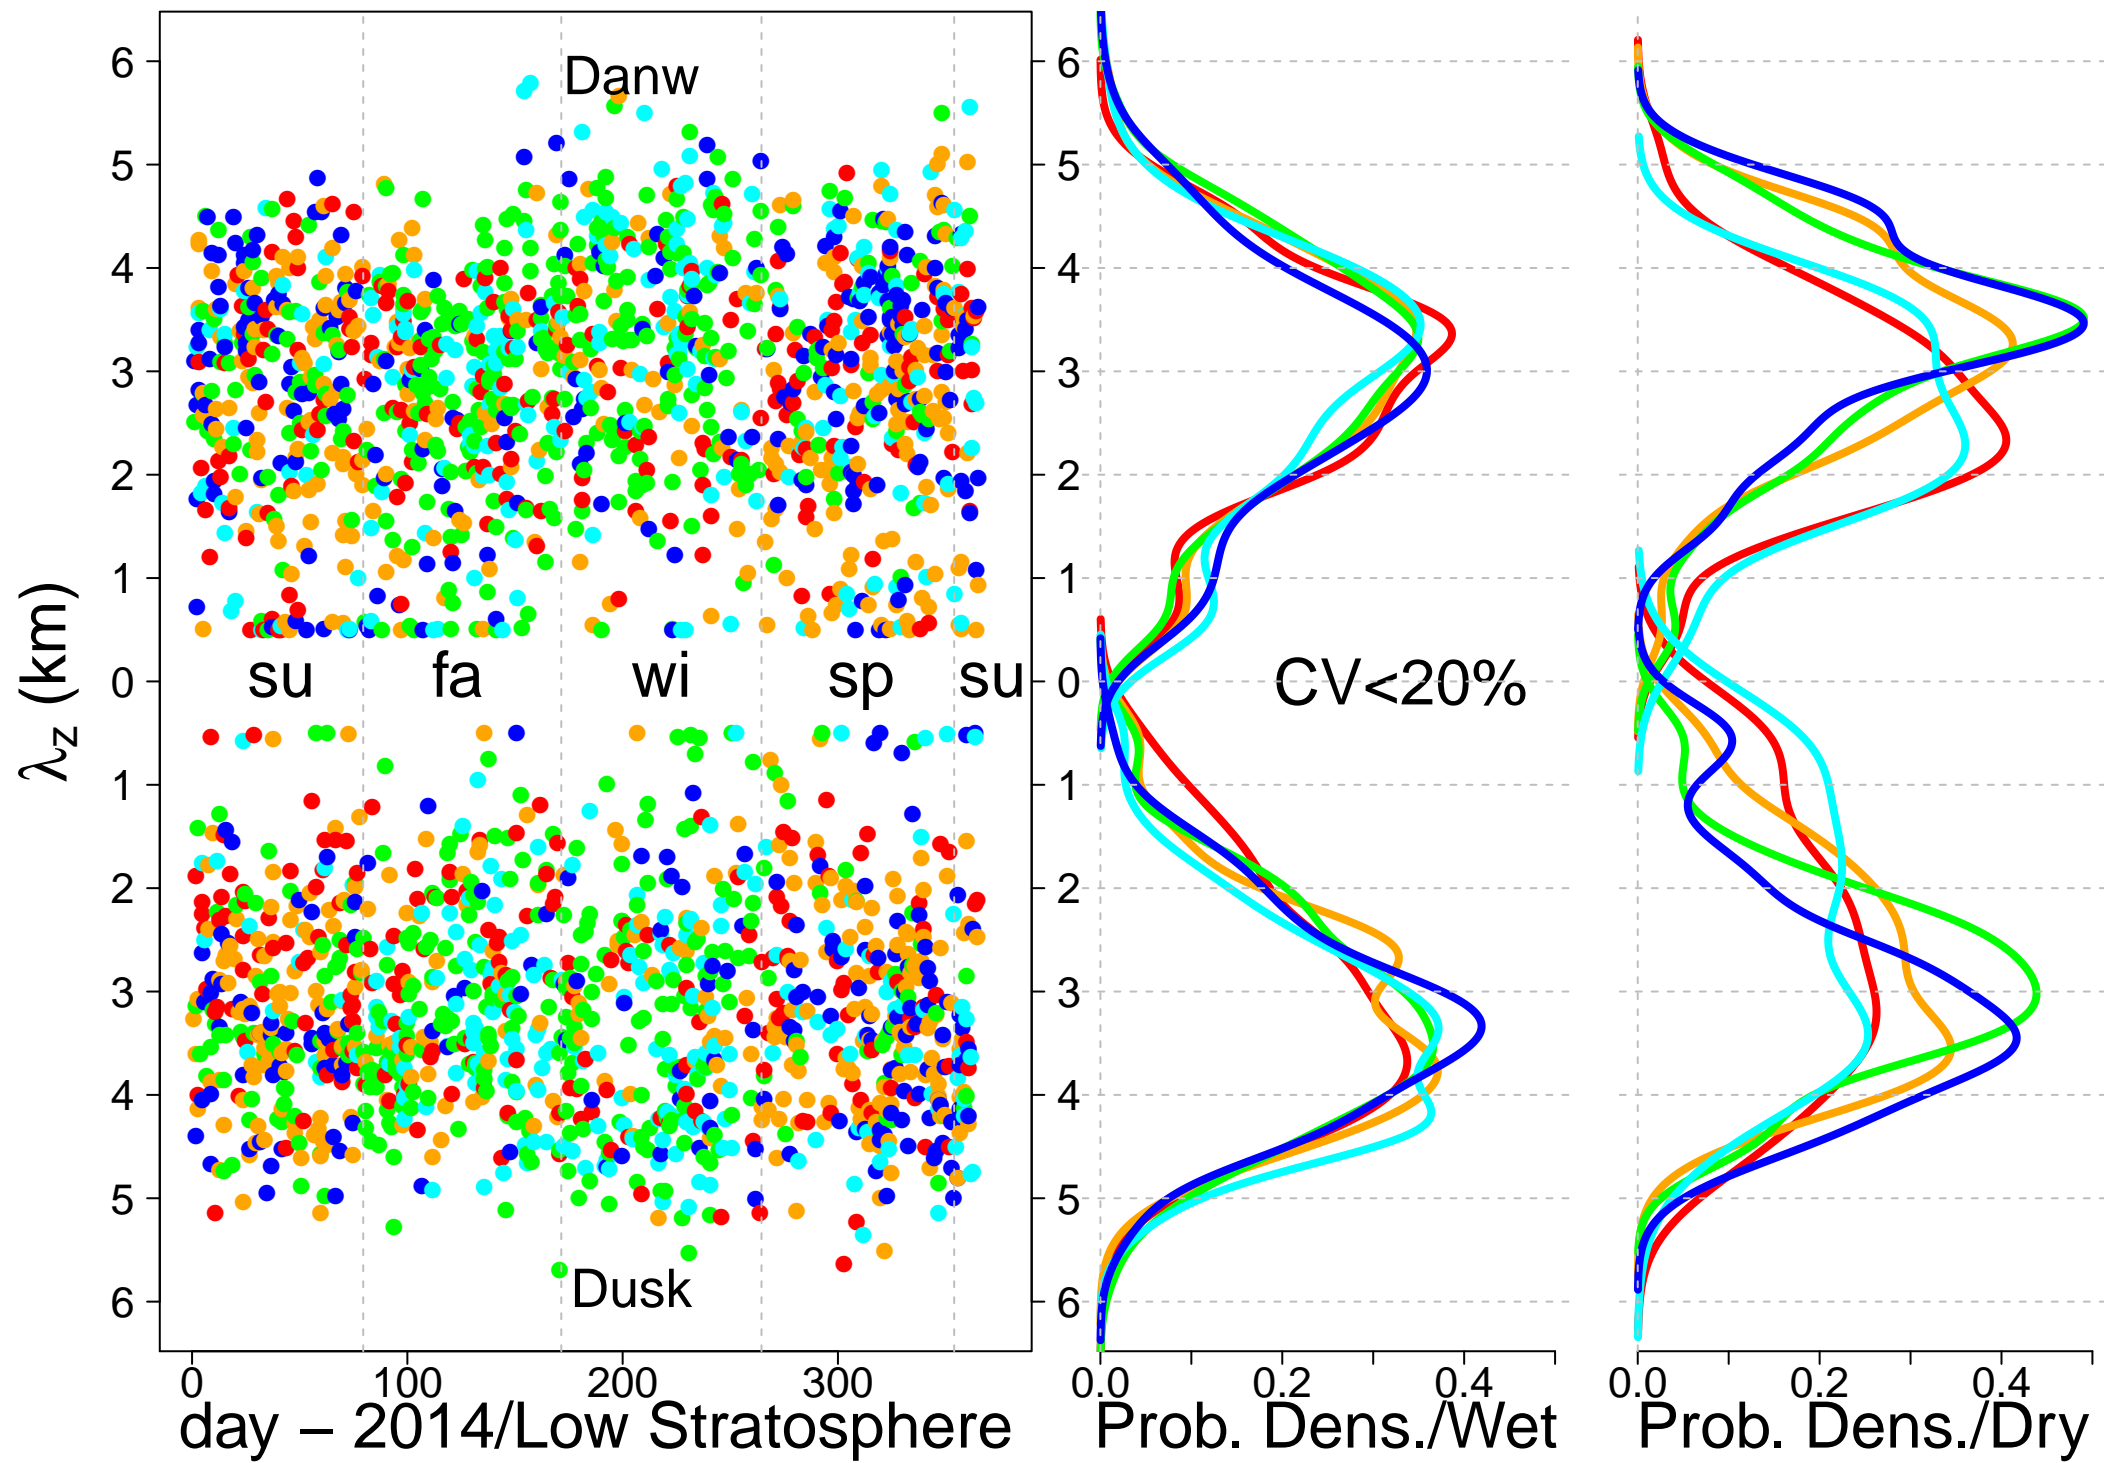 Danw
6
5
4
3
2
1
0
1
2
3
4
5
6
λz (km)
su fa wi sp su
Dusk
0 100 200 300
day – 2014/Low Stratosphere
6
5
4
3
2
1
0
1
2
3
4
5
6
CV<20%
0.0 0.2 0.4
Prob. Dens./Wet
0.0 0.2 0.4
Prob. Dens./Dry